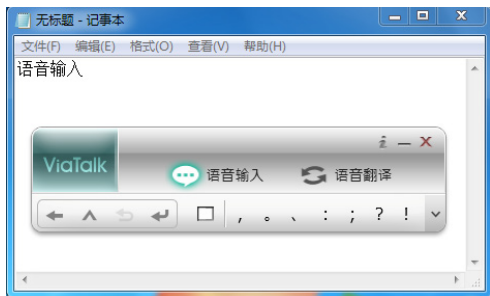 无标题 - 记事本
文件(F) 编辑(E) 格式(O) 查看(V) 帮助(H)
语音输入
ViaTalk
语音输入 语音翻译
, 。 、 : ; ? !